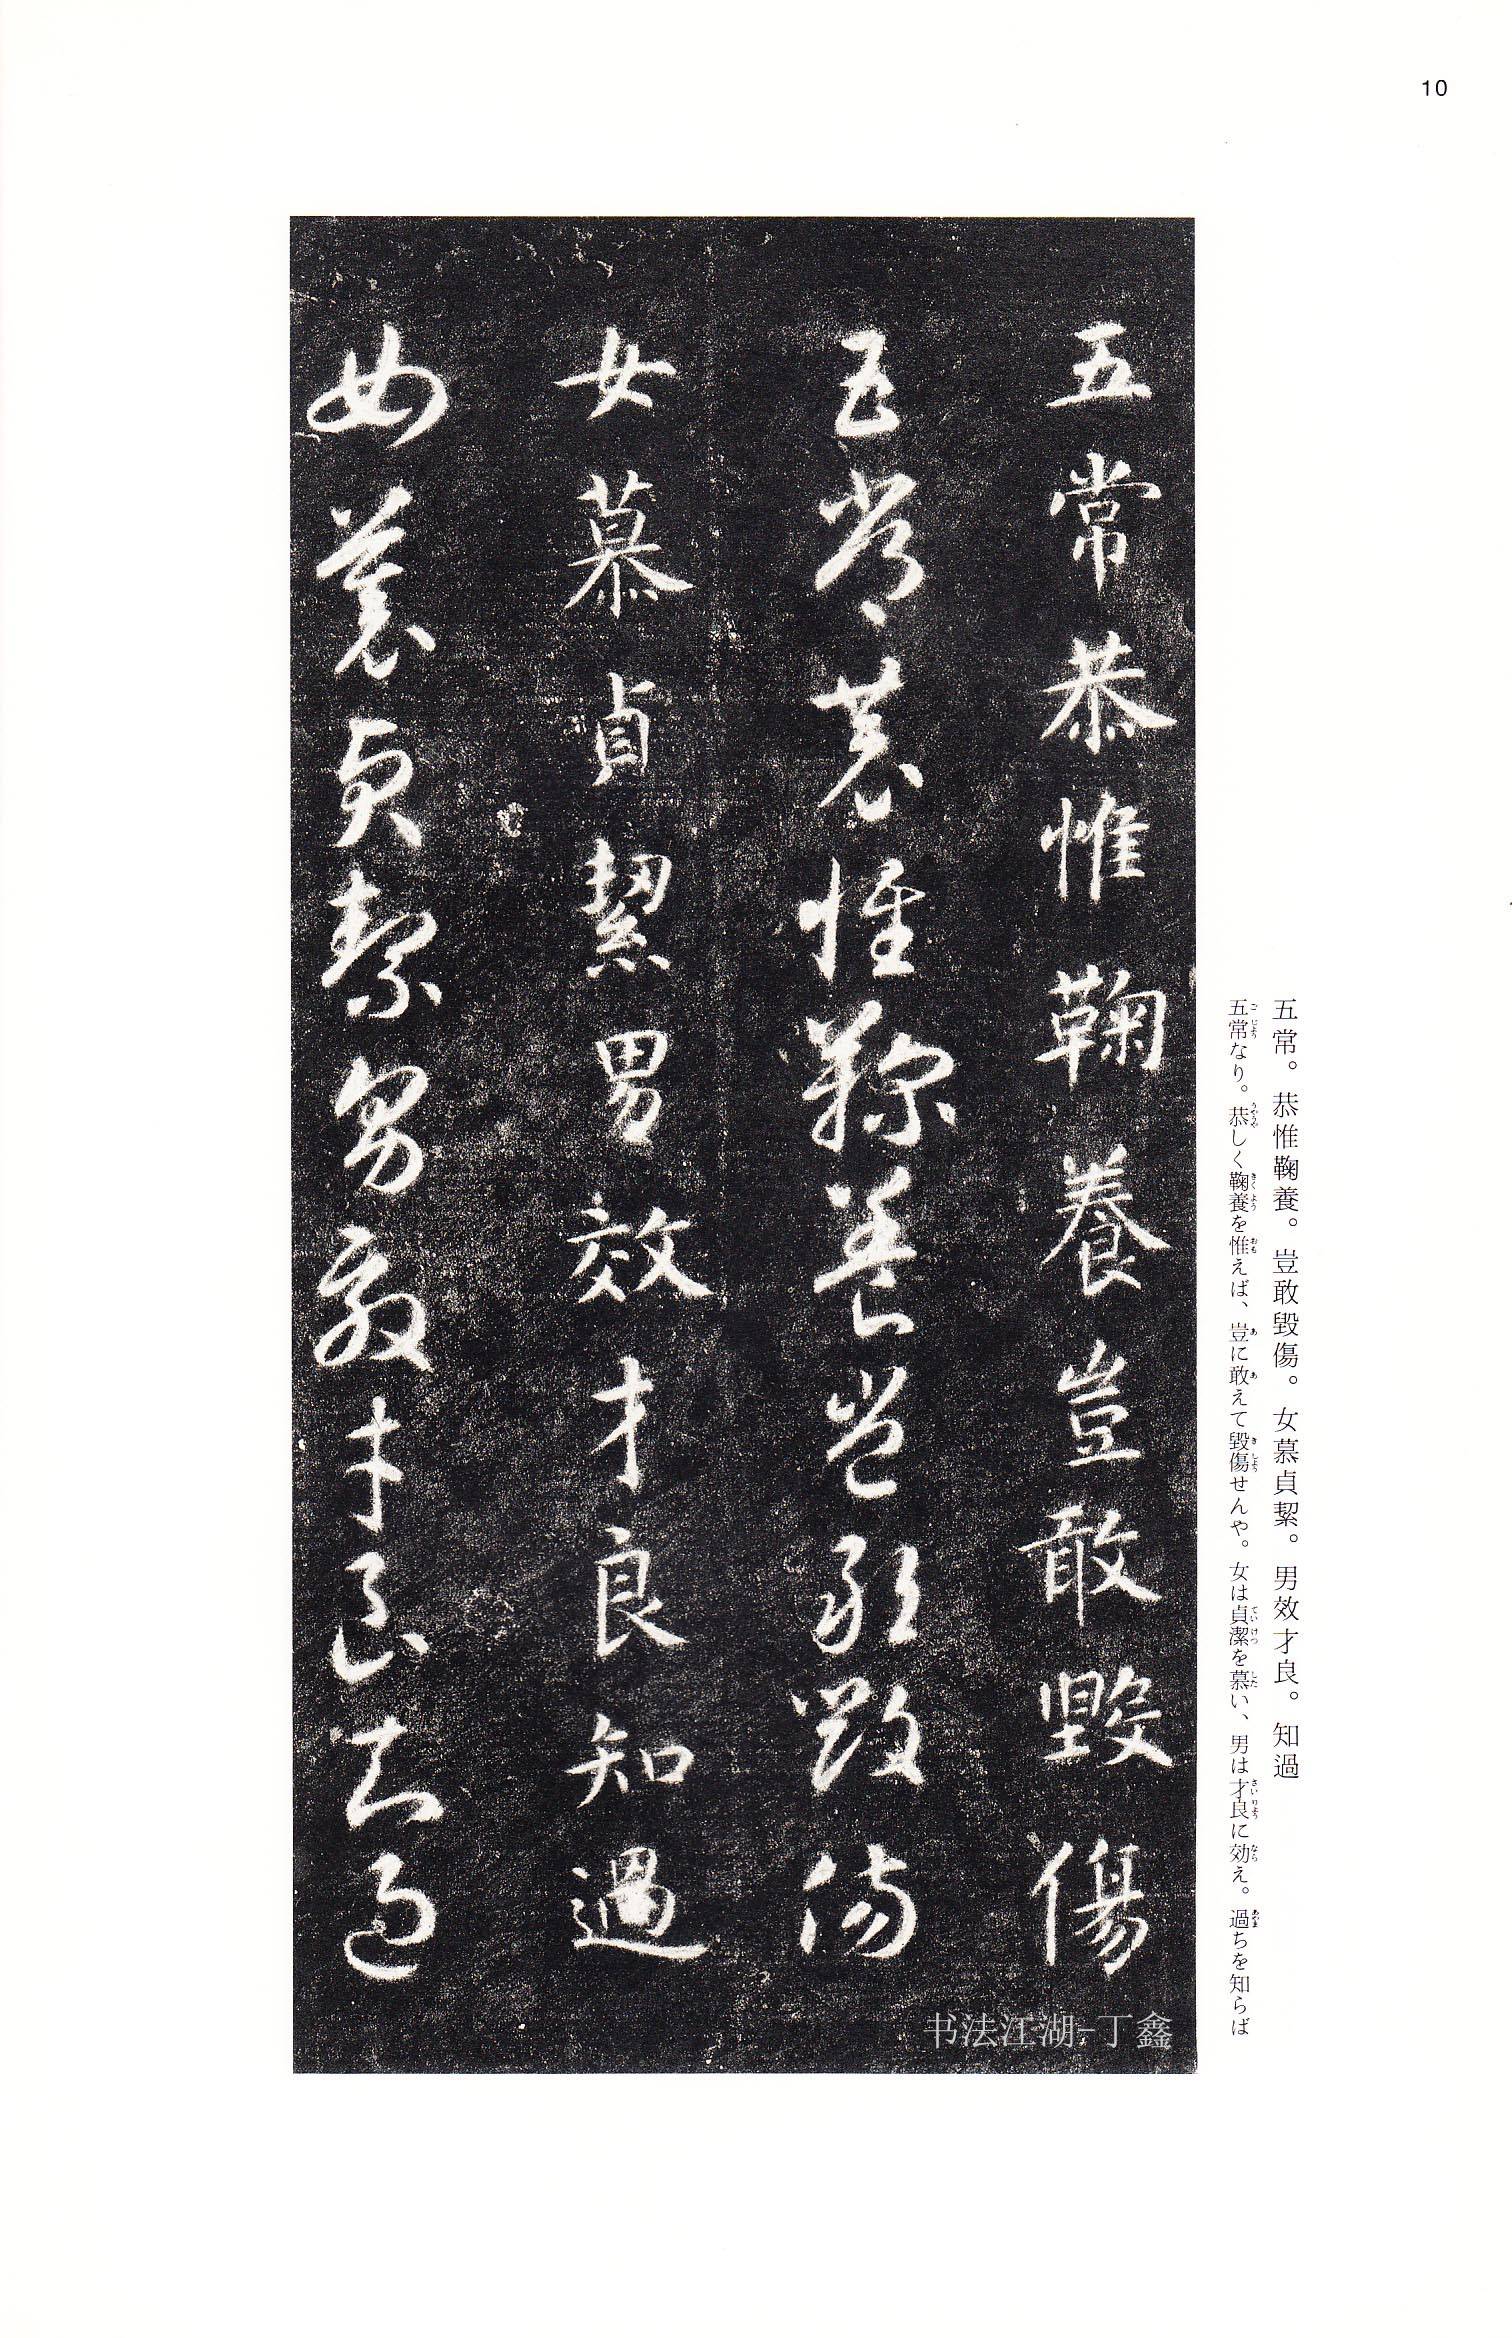 10
五常。恭惟鞠養。豈敢毀傷。女慕貞絜。男效才良。知過
五常なり。恭しく鞠養を惟えば、豈に敢えて毀傷せんや。女は貞潔を慕い、男は才良に効え。過ちを知らば
五常恭惟鞠養豈敢毀傷
五常恭惟鞠養豈敢毀傷
女慕貞絜男效才良知過
女慕貞絜男效才良知過
书法江湖-丁鑫